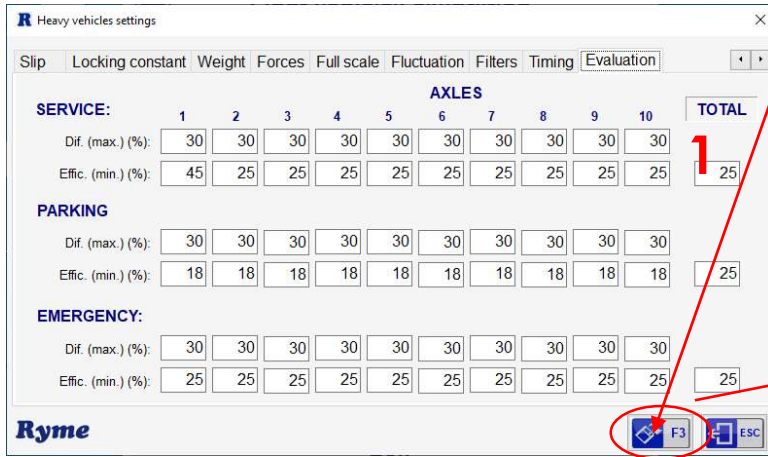 R Heavy vehicles settings
Slip Locking constant Weight Forces Full scale Fluctuation Filters Timing Evaluation
AXLES
SERVICE: 1 2 3 4 5 6 7 8 9 10 TOTAL
Dif. (max.) (%): 30 30 30 30 30 30 30 30 30 30
1
Effic. (min.) (%): 45 25 25 25 25 25 25 25 25 25 25
PARKING
Dif. (max.) (%): 30 30 30 30 30 30 30 30 30 30
Effic. (min.) (%): 18 18 18 18 18 18 18 18 18 18 25
EMERGENCY:
Dif. (max.) (%): 30 30 30 30 30 30 30 30 30 30
Effic. (min.) (%): 25 25 25 25 25 25 25 25 25 25 25
Ryme F3 ESC